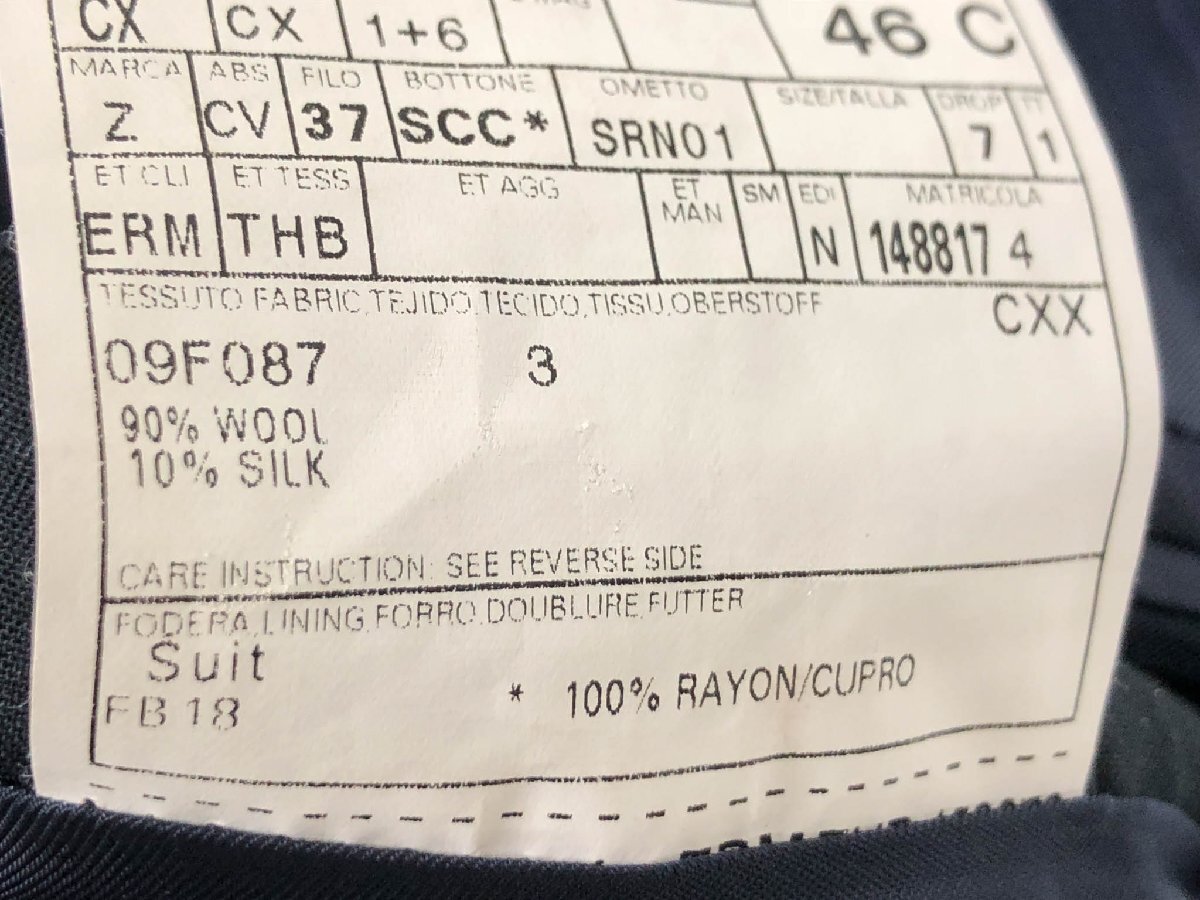 CX CX 1+6 46 C
MARCA ABS FILO BOTTONE OMETTO SIZE/TALLA DROP TT
Z. CV 37 SCC* SRN01 7 1
ET CLI ET TESS ET AGG ET MAN SM EDI MATRICOLA
ERM THB N 148817 4
TESSUTO FABRIC,TEJIDO,TECIDO,TISSU,OBERSTOFF CXX
09F087 3
90% WOOL
10% SILK
CARE INSTRUCTION: SEE REVERSE SIDE
FODERA,LINING,FORRO,DOUBLURE,FUTTER
Suit
FB18 * 100% RAYON/CUPRO